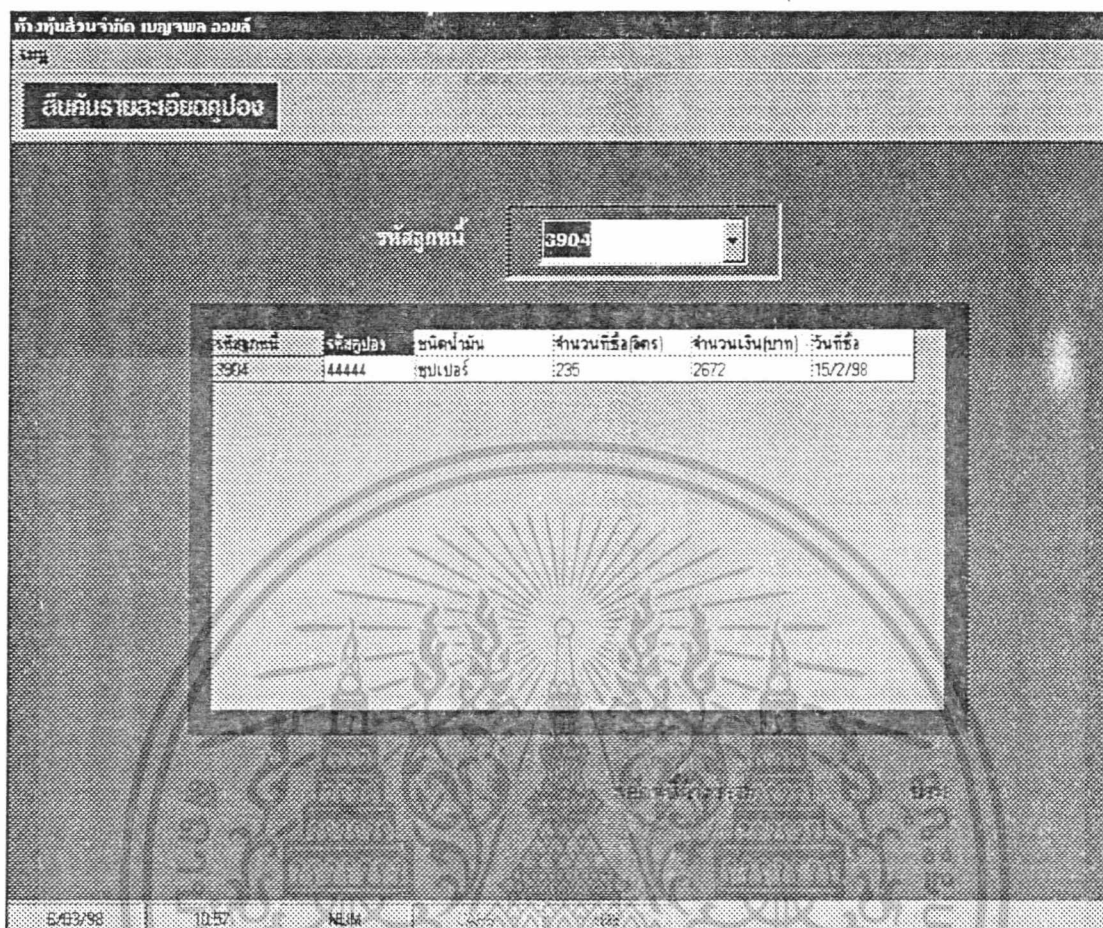 ห้างหุ้นส่วนจำกัด เบญจพล ออยล์
เมนู
สืบค้นรายละเอียดคูปอง
รหัสลูกหนี้ 3904
รหัสลูกหนี้ รหัสคูปอง ชนิดน้ำมัน จำนวนที่ซื้อ(ลิตร) จำนวนเงิน(บาท) วันที่ซื้อ
3904 44444 ซุปเปอร์ 235 2672 15/2/98
6/03/98 10:57 NUM